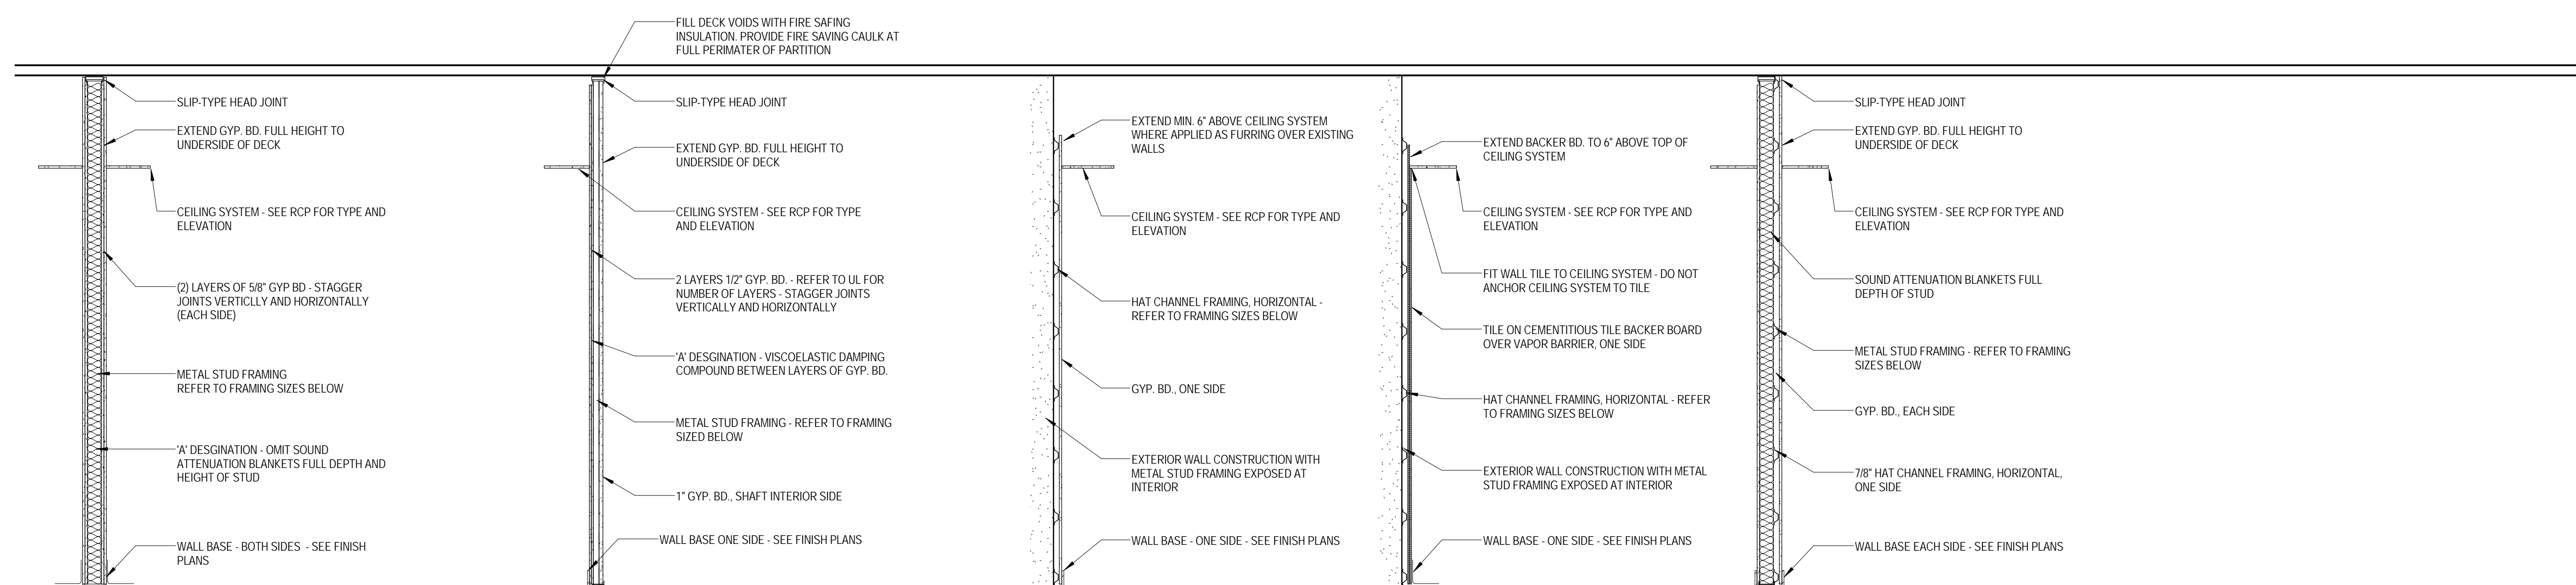 SLIP-TYPE HEAD JOINT
EXTEND GYP. BD. FULL HEIGHT TO
UNDERSIDE OF DECK
CEILING SYSTEM - SEE RCP FOR TYPE AND
ELEVATION
(2) LAYERS OF 5/8" GYP BD - STAGGER
JOINTS VERTICLLY AND HORIZONTALLY
(EACH SIDE)
METAL STUD FRAMING
REFER TO FRAMING SIZES BELOW
'A' DESGINATION - OMIT SOUND
ATTENUATION BLANKETS FULL DEPTH AND
HEIGHT OF STUD
WALL BASE - BOTH SIDES - SEE FINISH
PLANS
FILL DECK VOIDS WITH FIRE SAFING
INSULATION. PROVIDE FIRE SAVING CAULK AT
FULL PERIMATER OF PARTITION
SLIP-TYPE HEAD JOINT
EXTEND GYP. BD. FULL HEIGHT TO
UNDERSIDE OF DECK
CEILING SYSTEM - SEE RCP FOR TYPE
AND ELEVATION
2 LAYERS 1/2" GYP. BD. - REFER TO UL FOR
NUMBER OF LAYERS - STAGGER JOINTS
VERTICALLY AND HORIZONTALLY
'A' DESGINATION - VISCOELASTIC DAMPING
COMPOUND BETWEEN LAYERS OF GYP. BD.
METAL STUD FRAMING - REFER TO FRAMING
SIZED BELOW
1" GYP. BD., SHAFT INTERIOR SIDE
WALL BASE ONE SIDE - SEE FINISH PLANS
EXTEND MIN. 6" ABOVE CEILING SYSTEM
WHERE APPLIED AS FURRING OVER EXISTING
WALLS
CEILING SYSTEM - SEE RCP FOR TYPE AND
ELEVATION
HAT CHANNEL FRAMING, HORIZONTAL -
REFER TO FRAMING SIZES BELOW
GYP. BD., ONE SIDE
EXTERIOR WALL CONSTRUCTION WITH
METAL STUD FRAMING EXPOSED AT
INTERIOR
WALL BASE - ONE SIDE - SEE FINISH PLANS
EXTEND BACKER BD. TO 6" ABOVE TOP OF
CEILING SYSTEM
CEILING SYSTEM - SEE RCP FOR TYPE AND
ELEVATION
FIT WALL TILE TO CEILING SYSTEM - DO NOT
ANCHOR CEILING SYSTEM TO TILE
TILE ON CEMENTITIOUS TILE BACKER BOARD
OVER VAPOR BARRIER, ONE SIDE
HAT CHANNEL FRAMING, HORIZONTAL - REFER
TO FRAMING SIZES BELOW
EXTERIOR WALL CONSTRUCTION WITH METAL
STUD FRAMING EXPOSED AT INTERIOR
WALL BASE - ONE SIDE - SEE FINISH PLANS
SLIP-TYPE HEAD JOINT
EXTEND GYP. BD. FULL HEIGHT TO
UNDERSIDE OF DECK
CEILING SYSTEM - SEE RCP FOR TYPE AND
ELEVATION
SOUND ATTENUATION BLANKETS FULL
DEPTH OF STUD
METAL STUD FRAMING - REFER TO FRAMING
SIZES BELOW
GYP. BD., EACH SIDE
7/8" HAT CHANNEL FRAMING, HORIZONTAL,
ONE SIDE
WALL BASE EACH SIDE - SEE FINISH PLANS